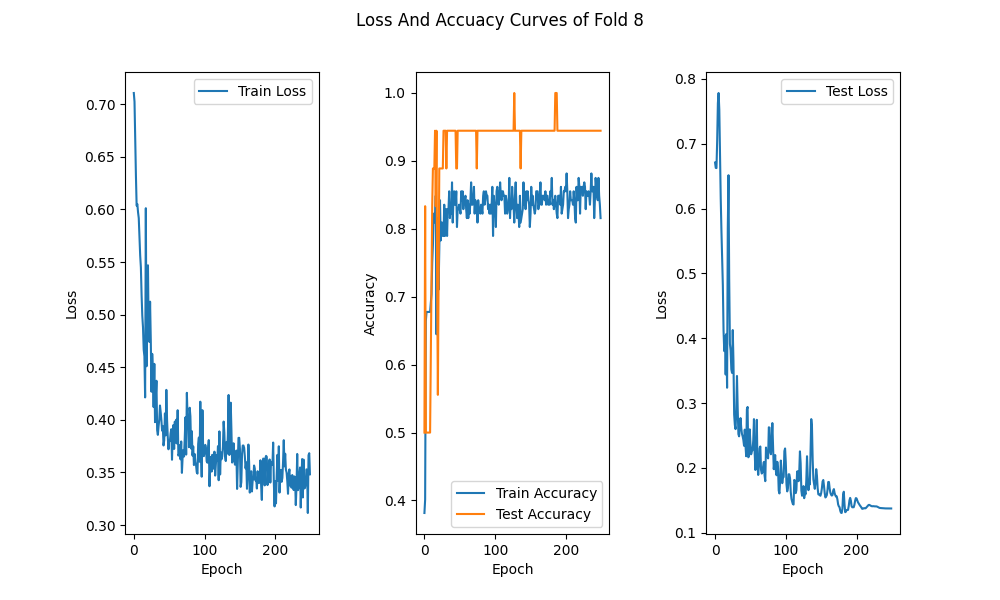 Loss And Accuacy Curves of Fold 8
Train Loss
0.70
0.65
0.60
0.55
0.50
0.45
0.40
0.35
0.30
Loss
0 100 200
Epoch
1.0
0.9
0.8
0.7
0.6
0.5
0.4
Accuracy
Train Accuracy
Test Accuracy
0 100 200
Epoch
Test Loss
0.8
0.7
0.6
0.5
0.4
0.3
0.2
0.1
Loss
0 100 200
Epoch